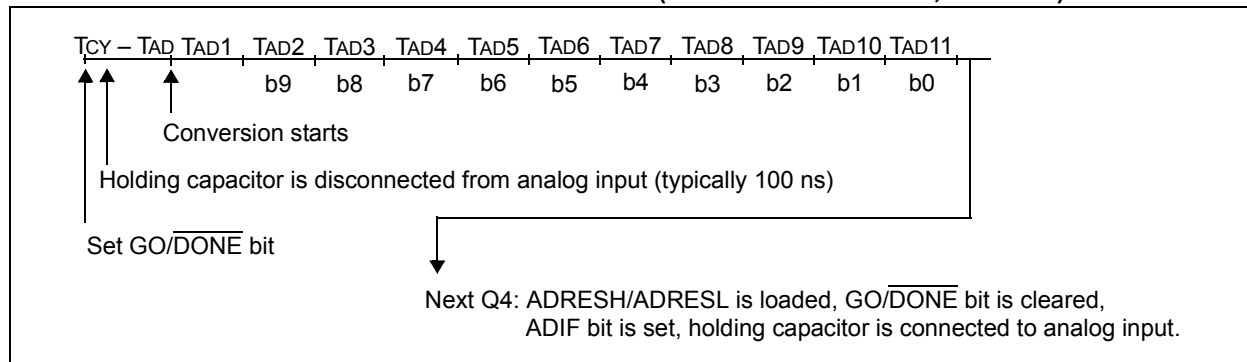 TCY – TAD TAD1 TAD2 TAD3 TAD4 TAD5 TAD6 TAD7 TAD8 TAD9 TAD10 TAD11
b9 b8 b7 b6 b5 b4 b3 b2 b1 b0
Conversion starts
Holding capacitor is disconnected from analog input (typically 100 ns)
Set GO/DONE bit
Next Q4: ADRESH/ADRESL is loaded, GO/DONE bit is cleared,
ADIF bit is set, holding capacitor is connected to analog input.